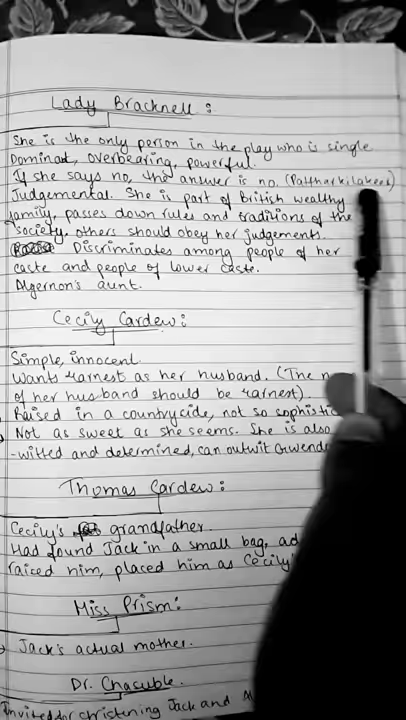 Lady Bracknell :
She is the only person in the play who is single.
Dominant, overbearing, powerful.
If she says no, the answer is no. (Patthar ki lakeer)
Judgemental. She is part of British wealthy
family, passes down rules and traditions of the
society, others should obey her judgements.
Discriminates among people of her
caste and people of lower caste.
Algernon's aunt.
Cecily Cardew :
Simple, innocent.
Wants Earnest as her husband. (The n
of her husband should be Earnest)
Raised in a countrycide, not so sophistic
Not as sweet as she seems. She is also
-witted and determined, can outwit Gwend
Thomas Cardew :
Cecily's grandfather.
Had found Jack in a small bag, ad
raised him, placed him as Cecily'
Miss Prism :
Jack's actual mother.
Dr. Chasuble.
Invited for christening Jack and